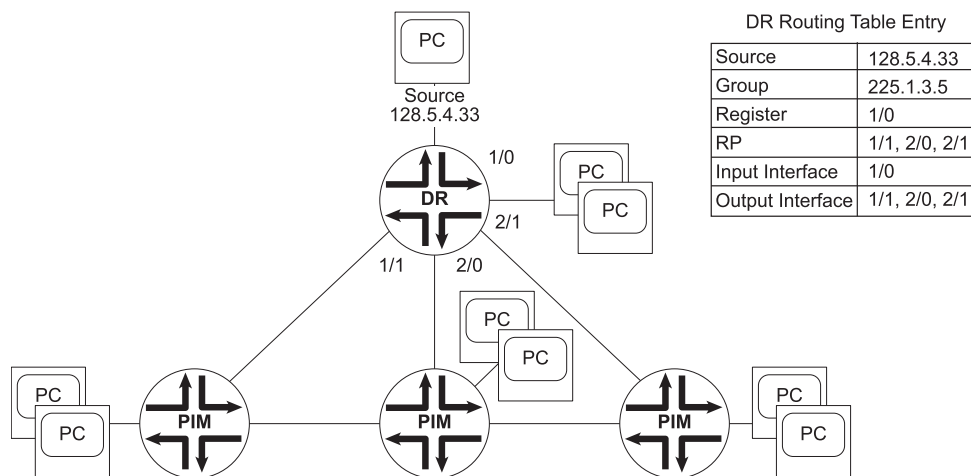 PC
Source
128.5.4.33
DR Routing Table Entry
Source 128.5.4.33
Group 225.1.3.5
Register 1/0
RP 1/1, 2/0, 2/1
Input Interface 1/0
Output Interface 1/1, 2/0, 2/1
1/0
DR
PC
PC
2/1
1/1
2/0
PC
PC
PC
PC
PIM
PIM
PIM
PC
PC